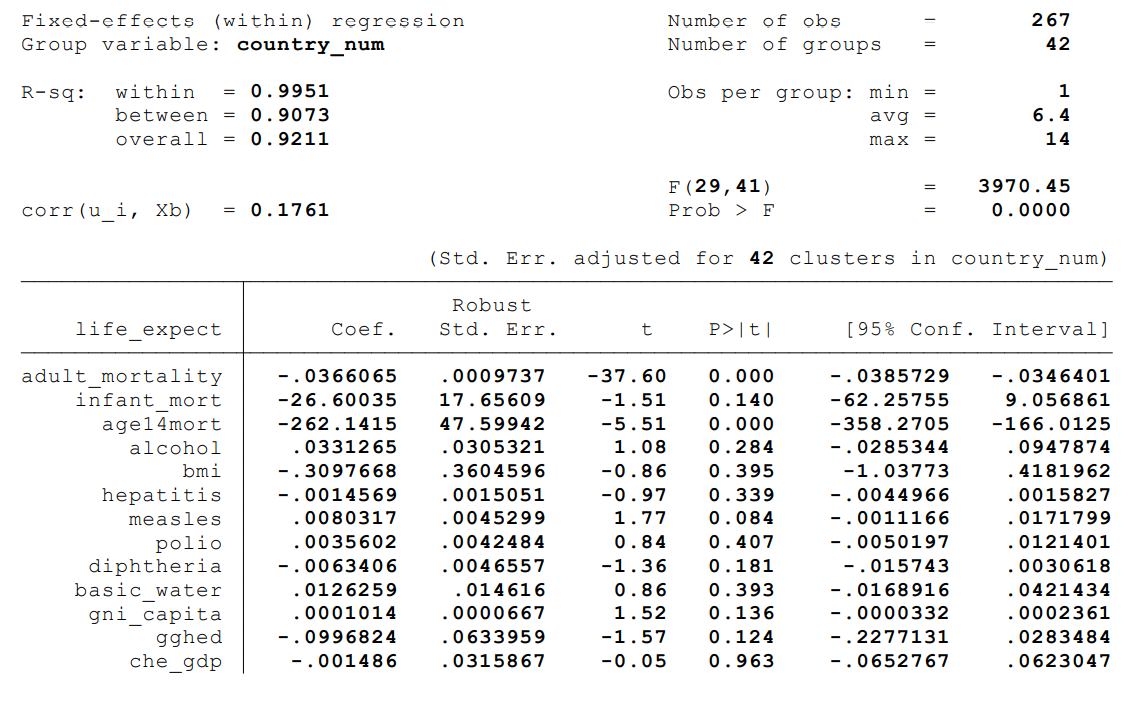 Fixed-effects (within) regression Number of obs = 267
Group variable: country_num Number of groups = 42
R-sq: within = 0.9951 Obs per group: min = 1
between = 0.9073 avg = 6.4
overall = 0.9211 max = 14
F(29,41) = 3970.45
corr(u_i, Xb) = 0.1761 Prob > F = 0.0000
(Std. Err. adjusted for 42 clusters in country_num)
Robust
life_expect Coef. Std. Err. t P>|t| [95% Conf. Interval]
adult_mortality -.0366065 .0009737 -37.60 0.000 -.0385729 -.0346401
infant_mort -26.60035 17.65609 -1.51 0.140 -62.25755 9.056861
age14mort -262.1415 47.59942 -5.51 0.000 -358.2705 -166.0125
alcohol .0331265 .0305321 1.08 0.284 -.0285344 .0947874
bmi -.3097668 .3604596 -0.86 0.395 -1.03773 .4181962
hepatitis -.0014569 .0015051 -0.97 0.339 -.0044966 .0015827
measles .0080317 .0045299 1.77 0.084 -.0011166 .0171799
polio .0035602 .0042484 0.84 0.407 -.0050197 .0121401
diphtheria -.0063406 .0046557 -1.36 0.181 -.015743 .0030618
basic_water .0126259 .014616 0.86 0.393 -.0168916 .0421434
gni_capita .0001014 .0000667 1.52 0.136 -.0000332 .0002361
gghed -.0996824 .0633959 -1.57 0.124 -.2277131 .0283484
che_gdp -.001486 .0315867 -0.05 0.963 -.0652767 .0623047